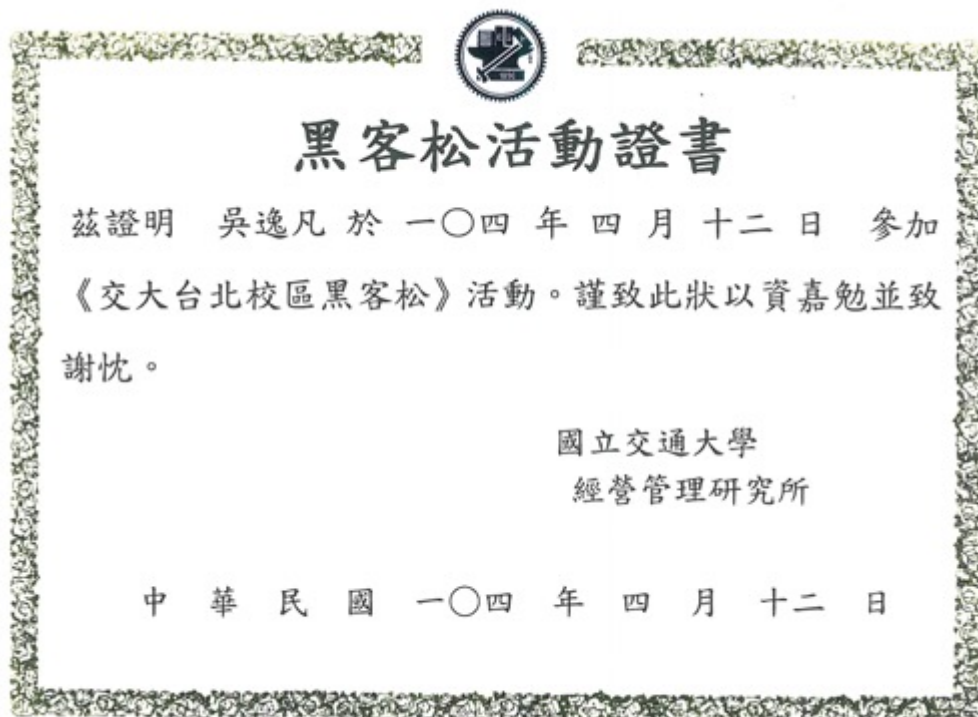 黑客松活動證書
茲證明 吳逸凡 於 一〇四 年 四 月 十二 日 參加
《交大台北校區黑客松》活動。謹致此狀以資嘉勉並致
謝忱。
國立交通大學
經營管理研究所
中 華 民 國 一〇四 年 四 月 十二 日